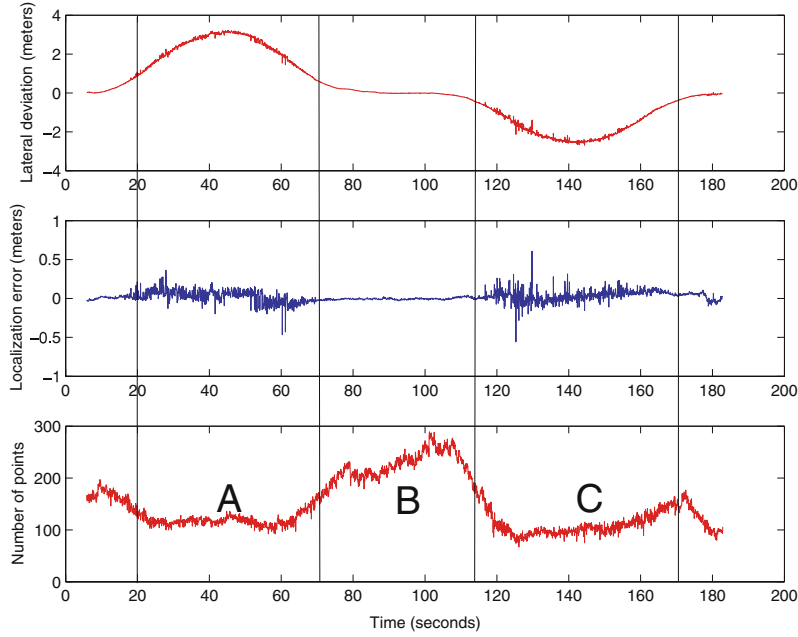 Lateral deviation (meters)
4
2
0
−2
−4
0 20 40 60 80 100 120 140 160 180 200
Localization error (meters)
1
0.5
0
−0.5
−1
0 20 40 60 80 100 120 140 160 180 200
Number of points
300
200
100
0
A B C
0 20 40 60 80 100 120 140 160 180 200
Time (seconds)